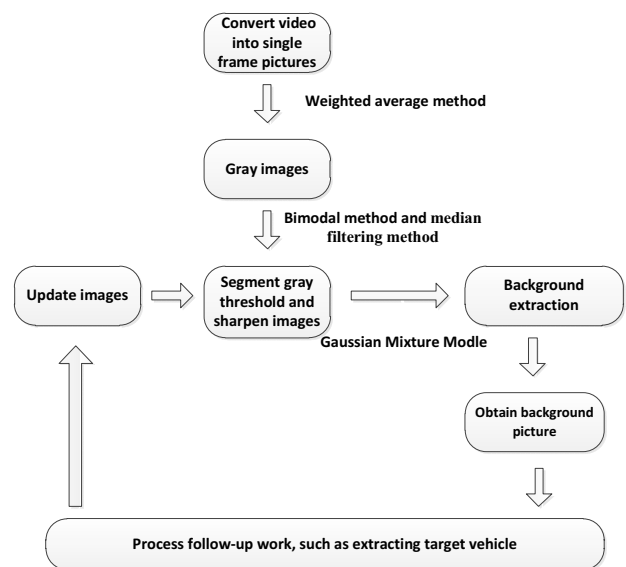 Convert video
into single
frame pictures
Weighted average method
Gray images
Bimodal method and median
filtering method
Update images
Segment gray
threshold and
sharpen images
Background
extraction
Gaussian Mixture Modle
Obtain background
picture
Process follow-up work, such as extracting target vehicle